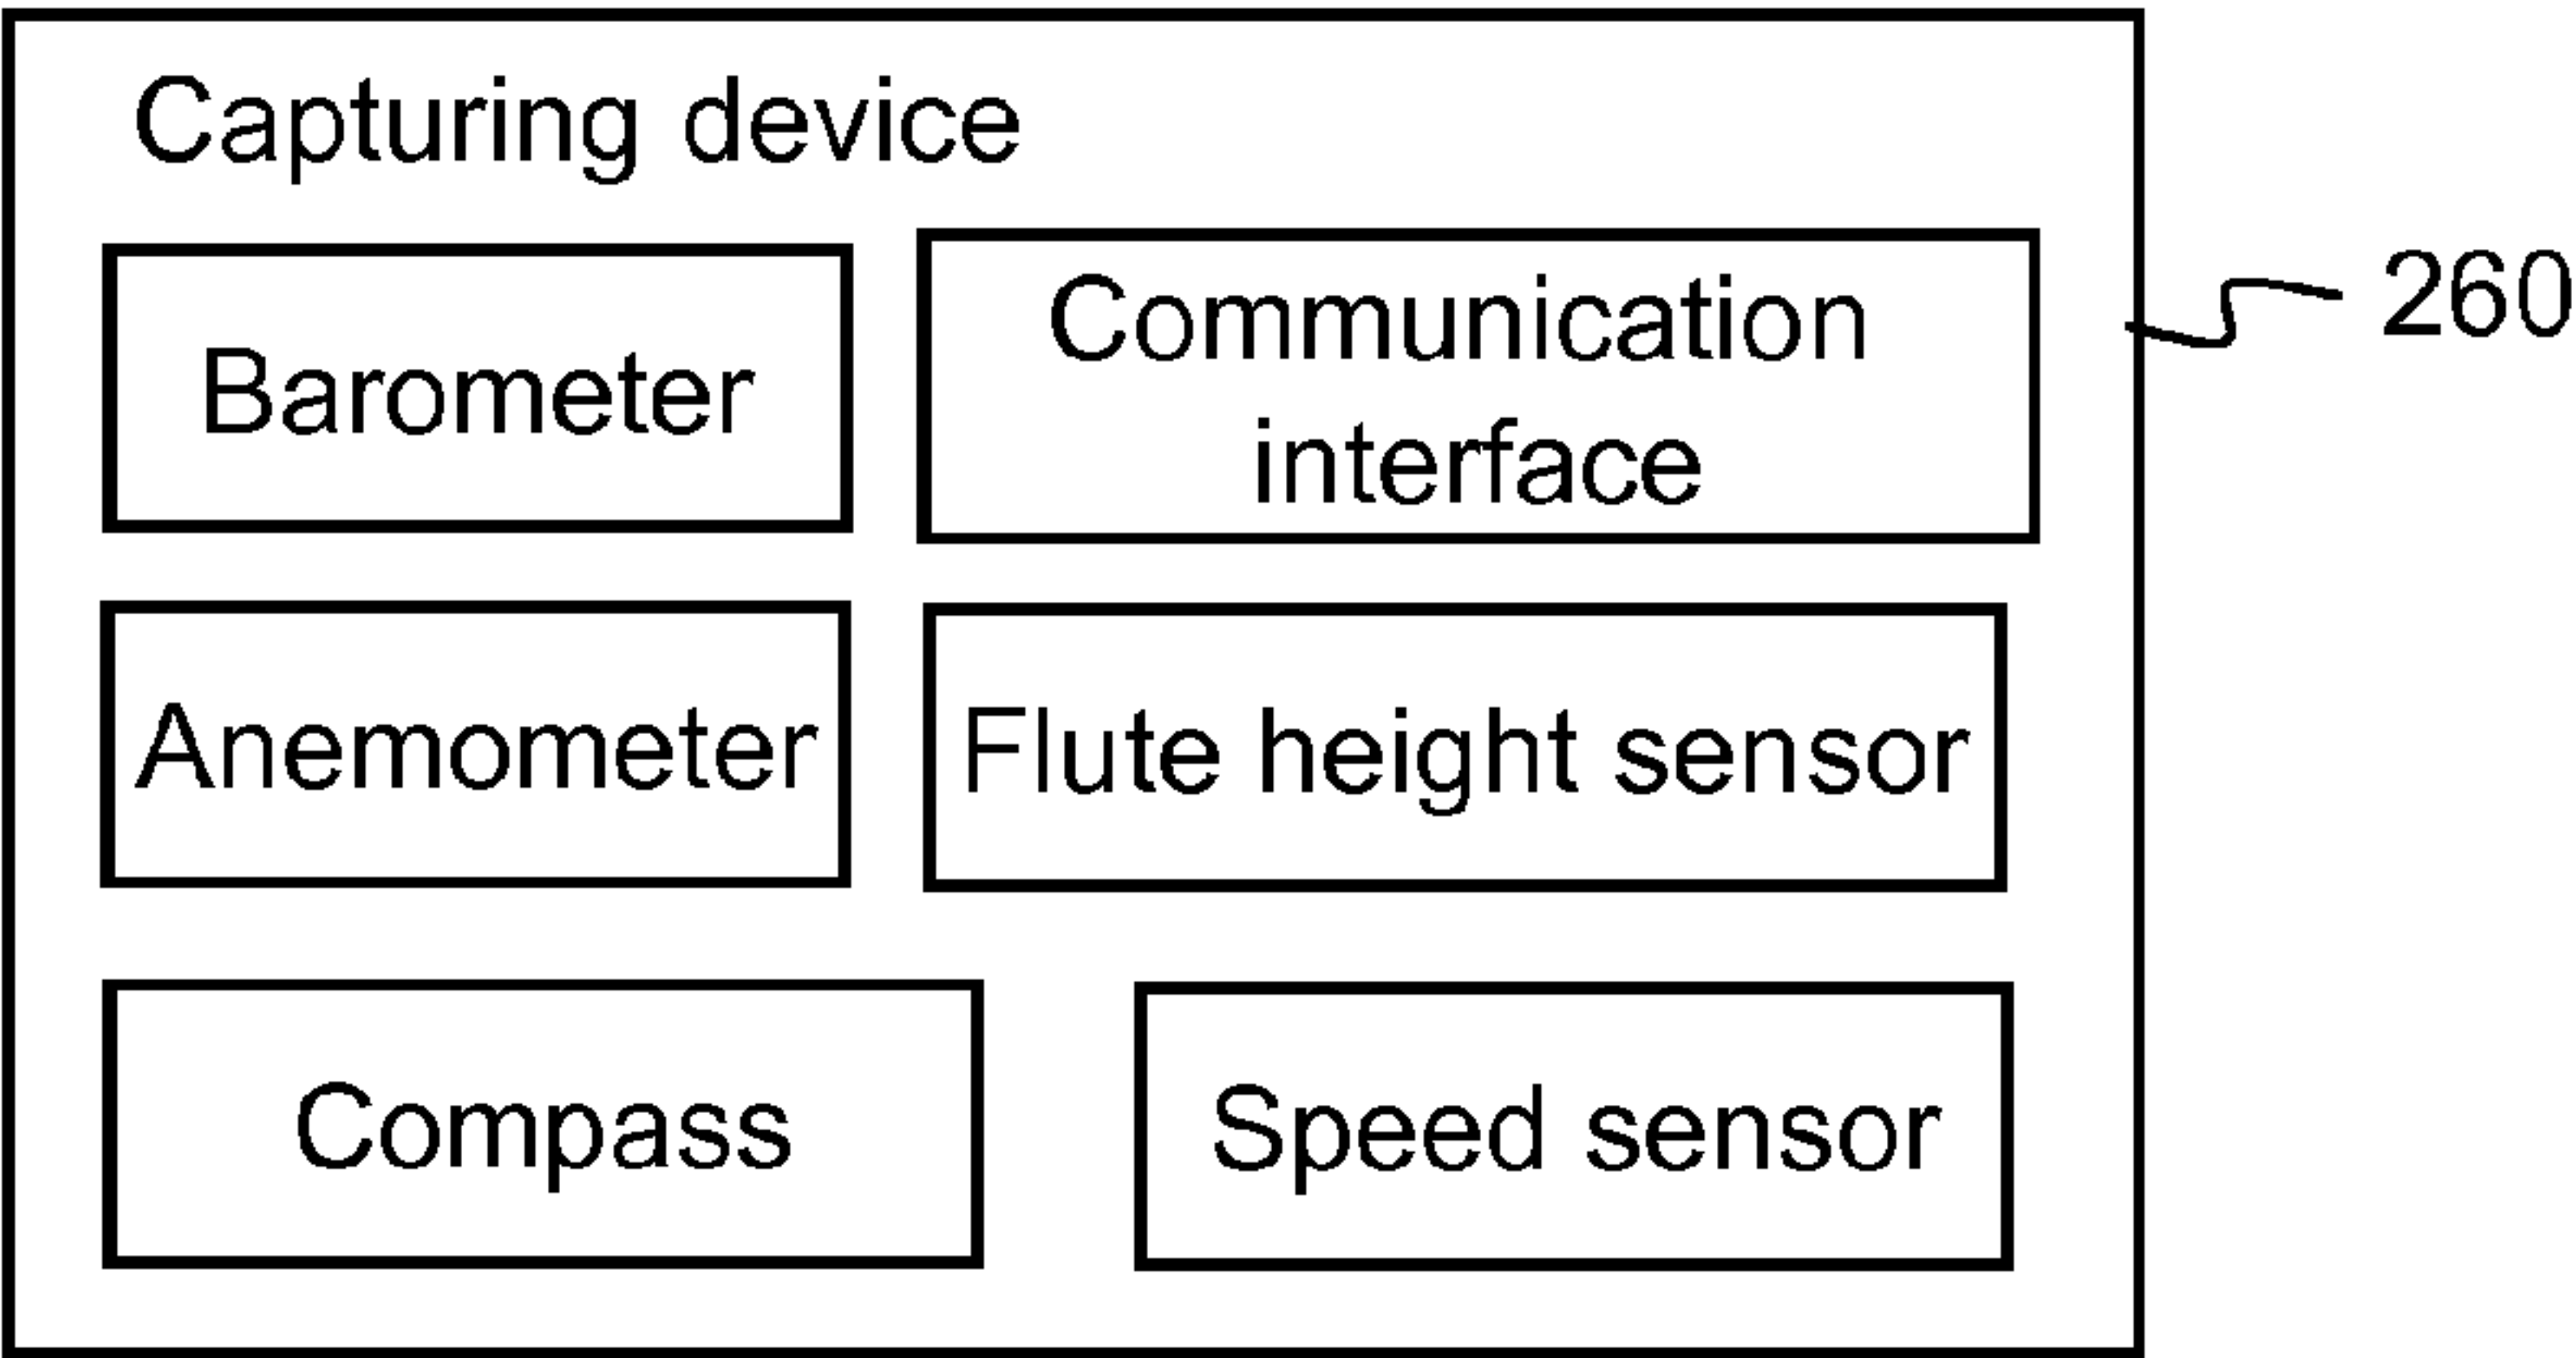 Capturing device
Barometer
Communication
interface
260
Anemometer
Flute height sensor
Compass
Speed sensor